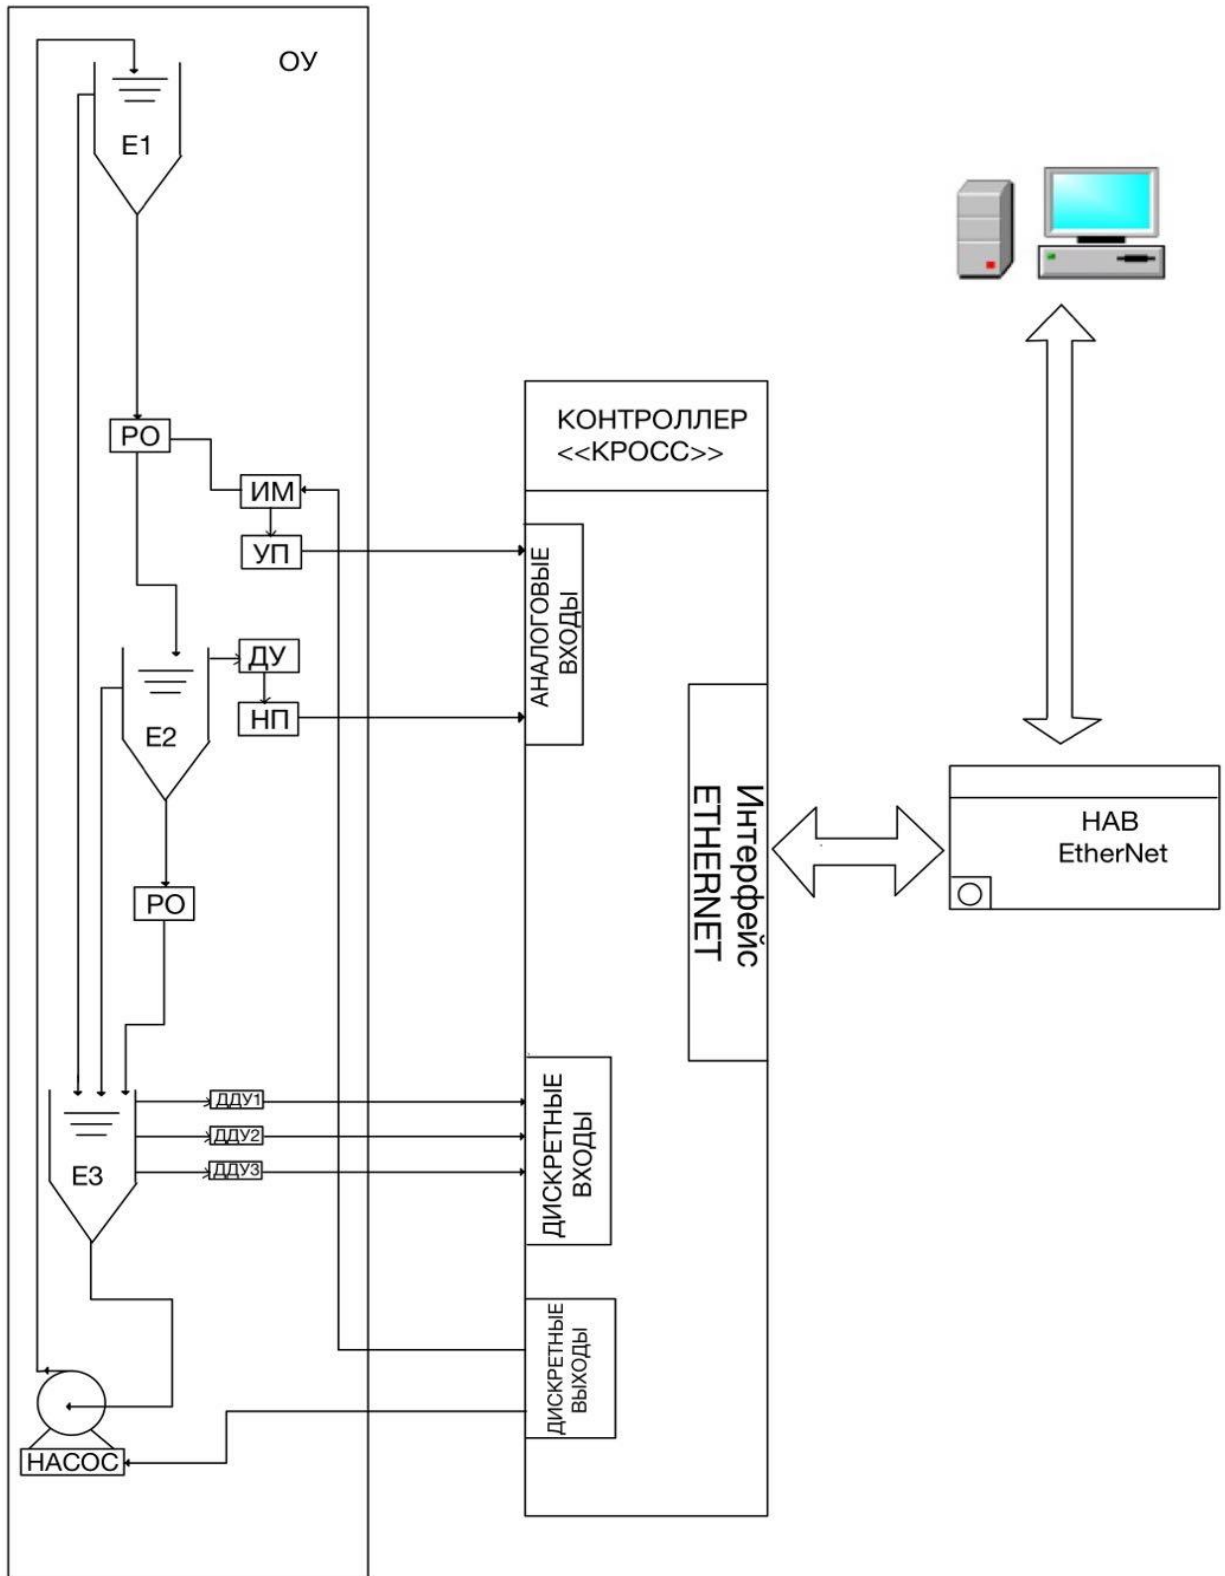 ОУ
Е1
РО
ИМ
УП
ДУ
НП
Е2
РО
ДДУ1
ДДУ2
ДДУ3
Е3
НАСОС
КОНТРОЛЛЕР
<<КРОСС>>
АНАЛОГОВЫЕ
ВХОДЫ
Интерфейс
ETHERNET
ДИСКРЕТНЫЕ
ВХОДЫ
ДИСКРЕТНЫЕ
ВЫХОДЫ
НАВ
EtherNet